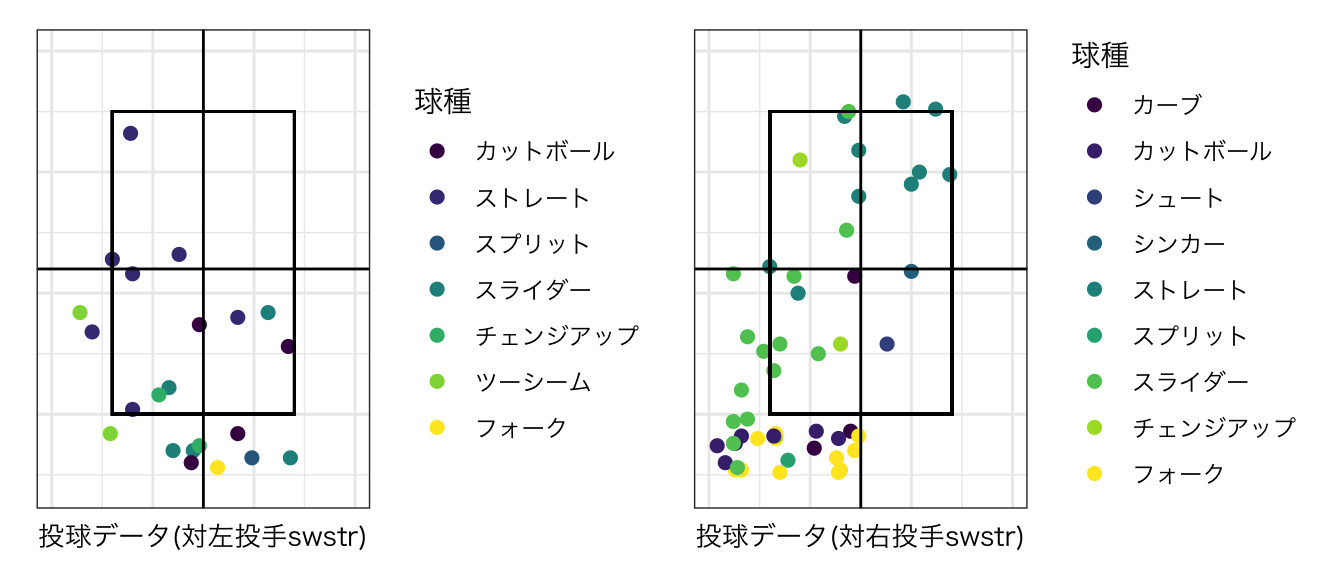 球種
カットボール
ストレート
スプリット
スライダー
チェンジアップ
ツーシーム
フォーク
投球データ(対左投手swstr)
球種
カーブ
カットボール
シュート
シンカー
ストレート
スプリット
スライダー
チェンジアップ
フォーク
投球データ(対右投手swstr)